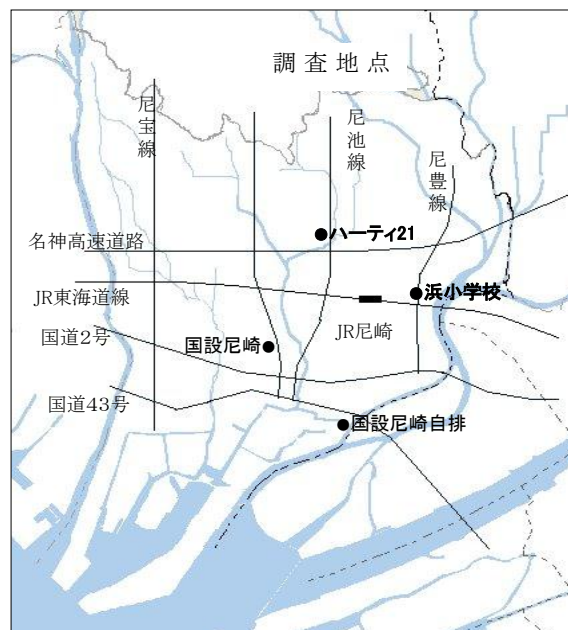 調査地点
尼宝線
尼池線
尼豊線
ハーティ21
名神高速道路
浜小学校
JR東海道線
JR尼崎
国道2号
国設尼崎
国道43号
国設尼崎自排